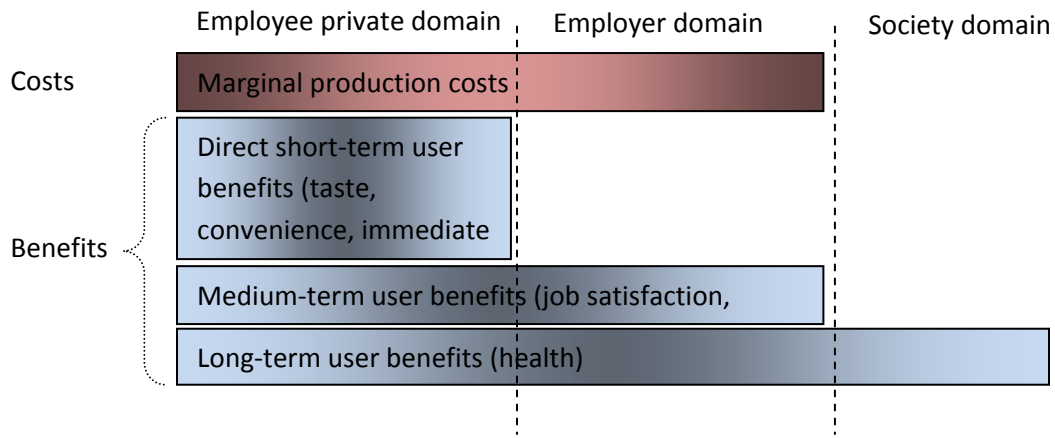 Employee private domain
Employer domain
Society domain
Costs
Marginal production costs
Benefits
Direct short-term user
benefits (taste,
convenience, immediate
Medium-term user benefits (job satisfaction,
Long-term user benefits (health)